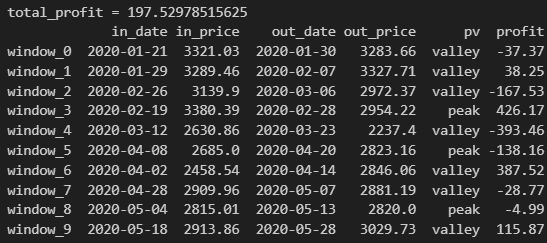 total_profit = 197.52978515625
in_date in_price out_date out_price pv profit
window_0 2020-01-21 3321.03 2020-01-30 3283.66 valley -37.37
window_1 2020-01-29 3289.46 2020-02-07 3327.71 valley 38.25
window_2 2020-02-26 3139.9 2020-03-06 2972.37 valley -167.53
window_3 2020-02-19 3380.39 2020-02-28 2954.22 peak 426.17
window_4 2020-03-12 2630.86 2020-03-23 2237.4 valley -393.46
window_5 2020-04-08 2685.0 2020-04-20 2823.16 peak -138.16
window_6 2020-04-02 2458.54 2020-04-14 2846.06 valley 387.52
window_7 2020-04-28 2909.96 2020-05-07 2881.19 valley -28.77
window_8 2020-05-04 2815.01 2020-05-13 2820.0 peak -4.99
window_9 2020-05-18 2913.86 2020-05-28 3029.73 valley 115.87